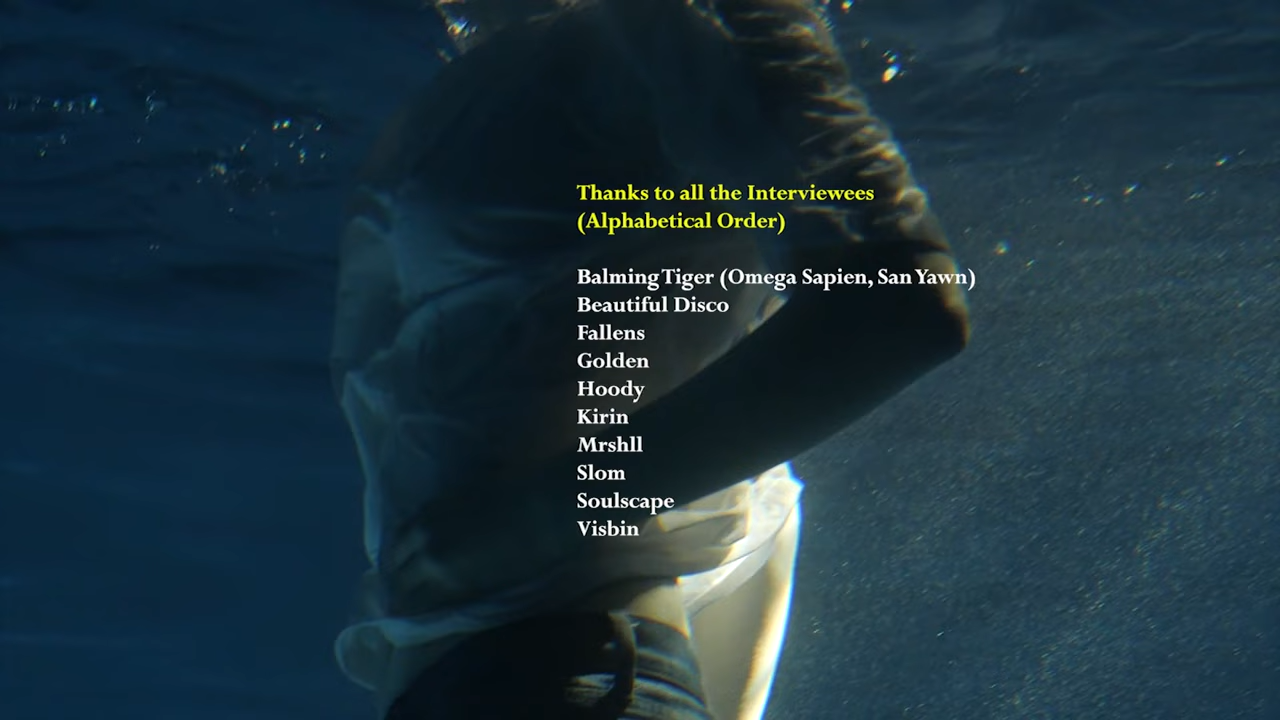 Thanks to all the Interviewees
(Alphabetical Order)
Balming Tiger (Omega Sapien, San Yawn)
Beautiful Disco
Fallens
Golden
Hoody
Kirin
Mrshll
Slom
Soulscape
Visbin